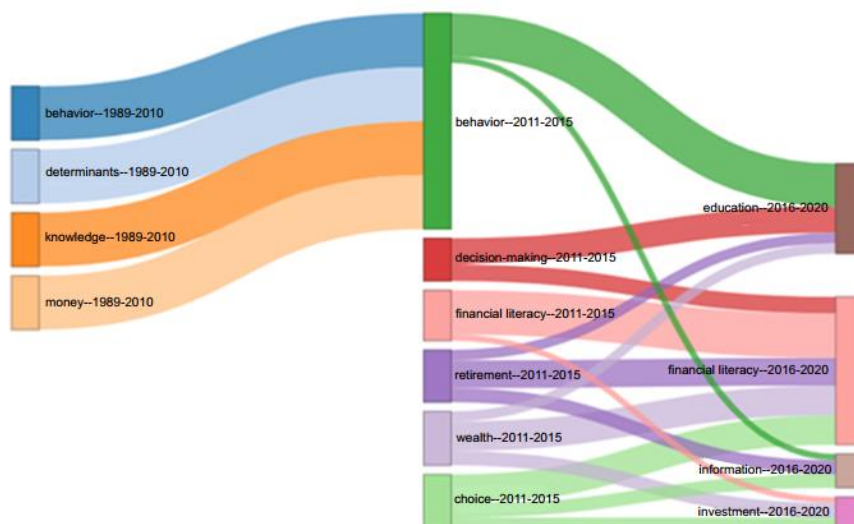 behavior--1989-2010
determinants--1989-2010
knowledge--1989-2010
money--1989-2010
behavior--2011-2015
decision-making--2011-2015
financial literacy--2011-2015
retirement--2011-2015
wealth--2011-2015
choice--2011-2015
education--2016-2020
financial literacy--2016-2020
information--2016-2020
investment--2016-2020